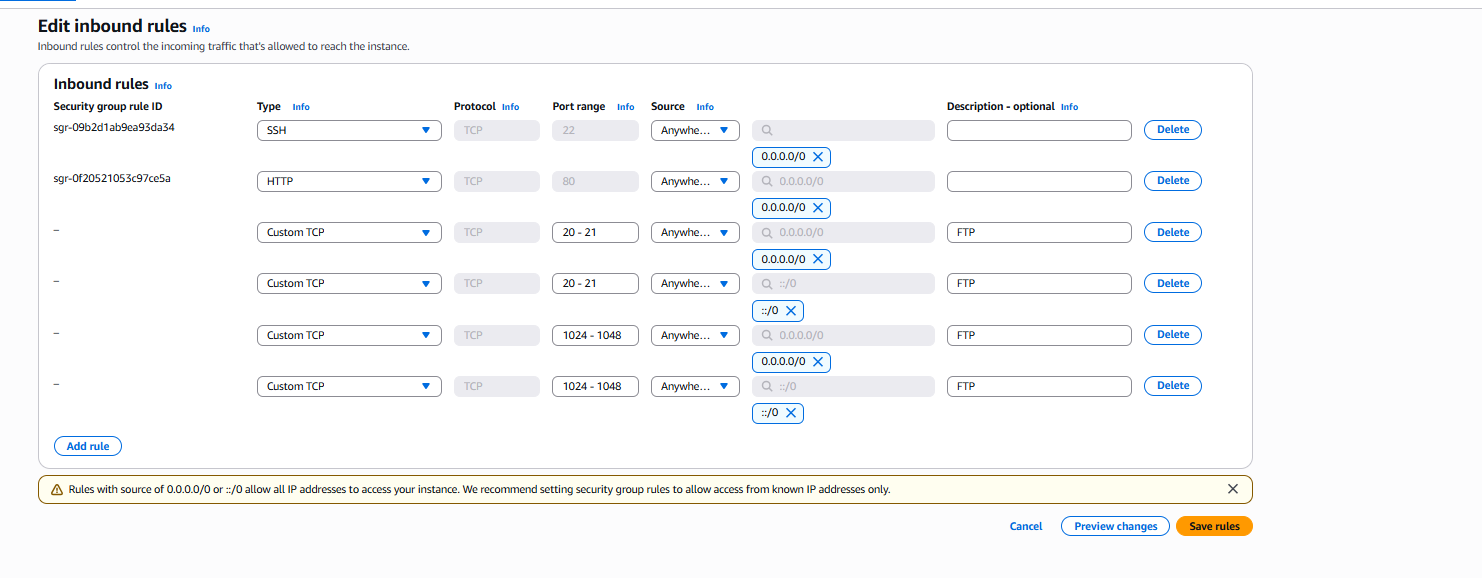 Edit inbound rules Info
Inbound rules control the incoming traffic that's allowed to reach the instance.
Inbound rules Info
Security group rule ID Type Info Protocol Info Port range Info Source Info Description - optional Info
sgr-09b2d1ab9ea93da34 SSH TCP 22 Anywhe... Delete
0.0.0.0/0
sgr-0f20521053c97ce5a HTTP TCP 80 Anywhe... 0.0.0.0/0 Delete
0.0.0.0/0
– Custom TCP TCP 20 - 21 Anywhe... 0.0.0.0/0 FTP Delete
0.0.0.0/0
– Custom TCP TCP 20 - 21 Anywhe... ::/0 FTP Delete
::/0
– Custom TCP TCP 1024 - 1048 Anywhe... 0.0.0.0/0 FTP Delete
0.0.0.0/0
– Custom TCP TCP 1024 - 1048 Anywhe... ::/0 FTP Delete
::/0
Add rule
Rules with source of 0.0.0.0/0 or ::/0 allow all IP addresses to access your instance. We recommend setting security group rules to allow access from known IP addresses only.
Cancel Preview changes Save rules